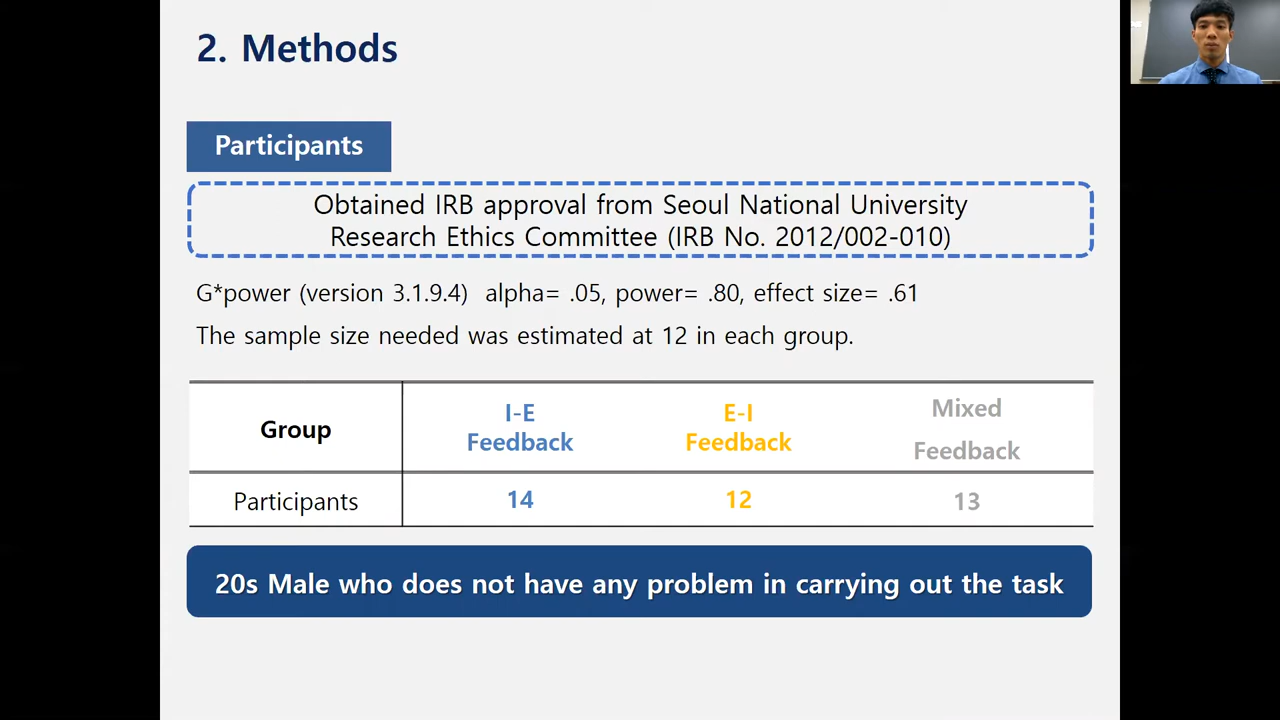 2. Methods
Participants
Obtained IRB approval from Seoul National University
Research Ethics Committee (IRB No. 2012/002-010)
G*power (version 3.1.9.4) alpha= .05, power= .80, effect size= .61
The sample size needed was estimated at 12 in each group.
Group I-E Feedback E-I Feedback Mixed Feedback
Participants 14 12 13
20s Male who does not have any problem in carrying out the task